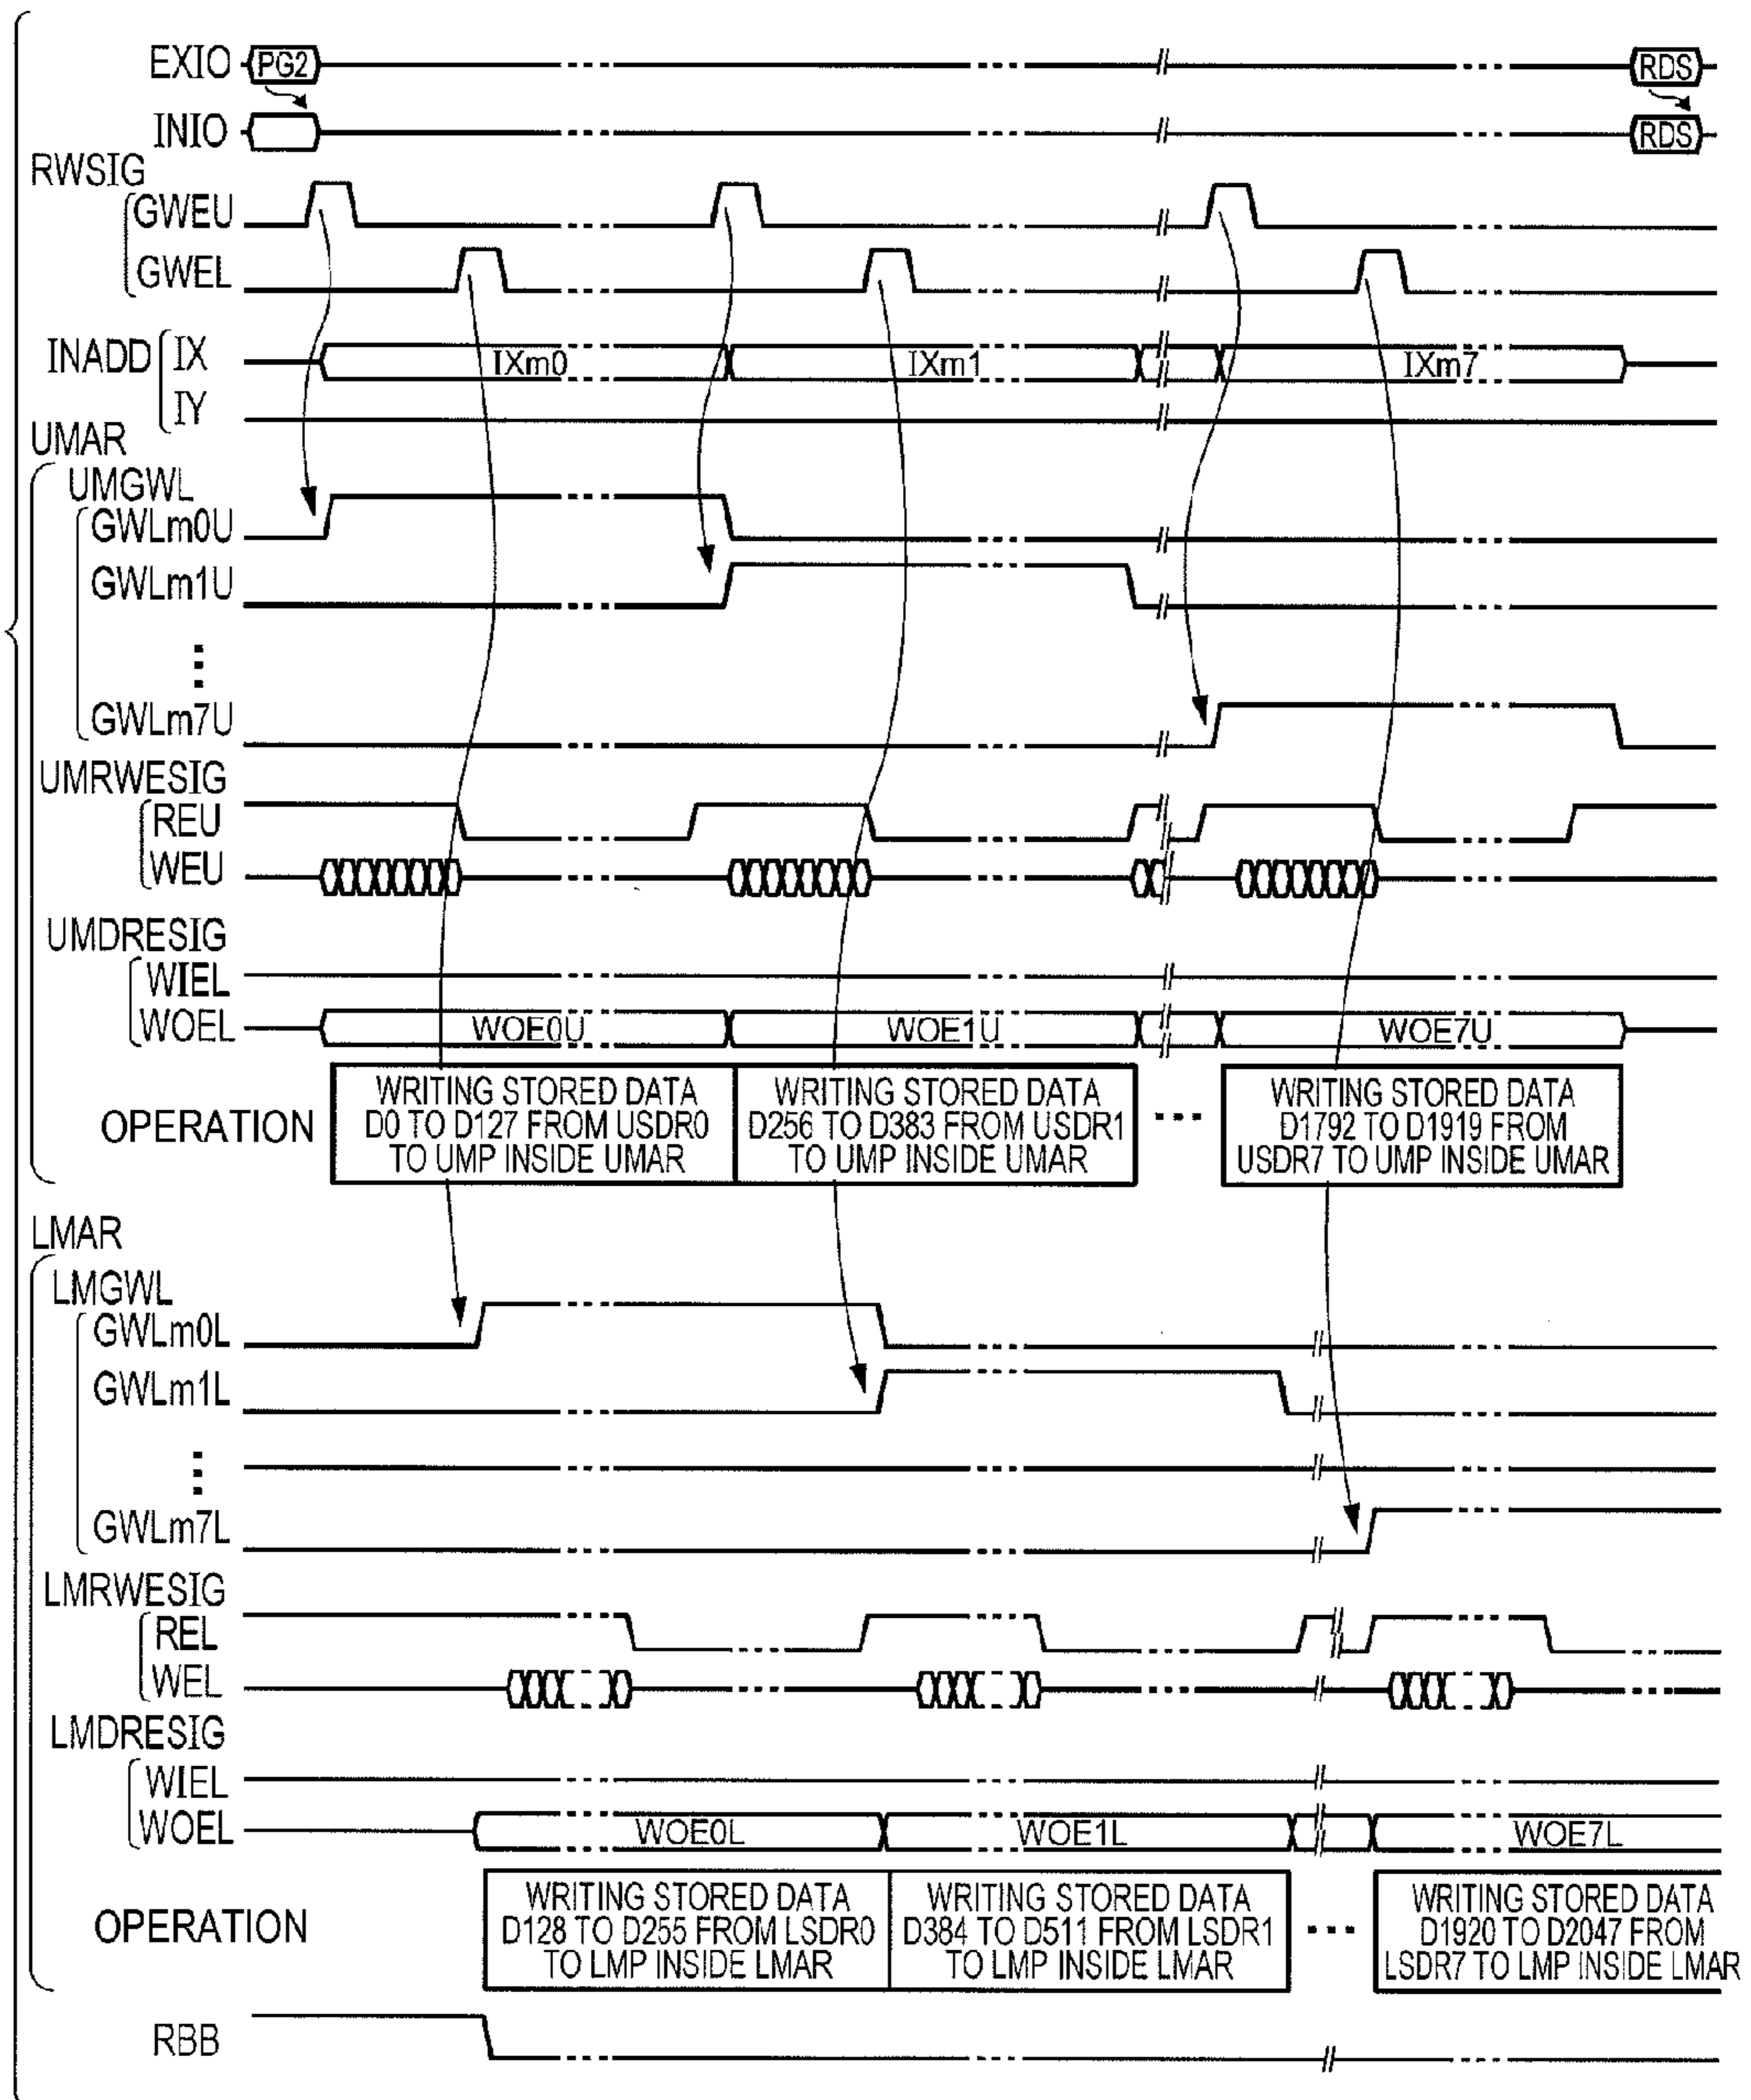 EXIO PG2 RDS
INIO RDS
RWSIG
GWEU
GWEL
INADD IX IXm0 IXm1 IXm7
IY
UMAR
UMGWL
GWLm0U
GWLm1U
GWLm7U
UMRWESIG
REU
WEU
UMDRESIG
WIEL
WOEL WOE0U WOE1U WOE7U
OPERATION
WRITING STORED DATA
D0 TO D127 FROM USDR0
TO UMP INSIDE UMAR
WRITING STORED DATA
D256 TO D383 FROM USDR1
TO UMP INSIDE UMAR
WRITING STORED DATA
D1792 TO D1919 FROM
USDR7 TO UMP INSIDE UMAR
LMAR
LMGWL
GWLm0L
GWLm1L
GWLm7L
LMRWESIG
REL
WEL
LMDRESIG
WIEL
WOEL WOE0L WOE1L WOE7L
OPERATION
WRITING STORED DATA
D128 TO D255 FROM LSDR0
TO LMP INSIDE LMAR
WRITING STORED DATA
D384 TO D511 FROM LSDR1
TO LMP INSIDE LMAR
WRITING STORED DATA
D1920 TO D2047 FROM
LSDR7 TO LMP INSIDE LMAR
RBB